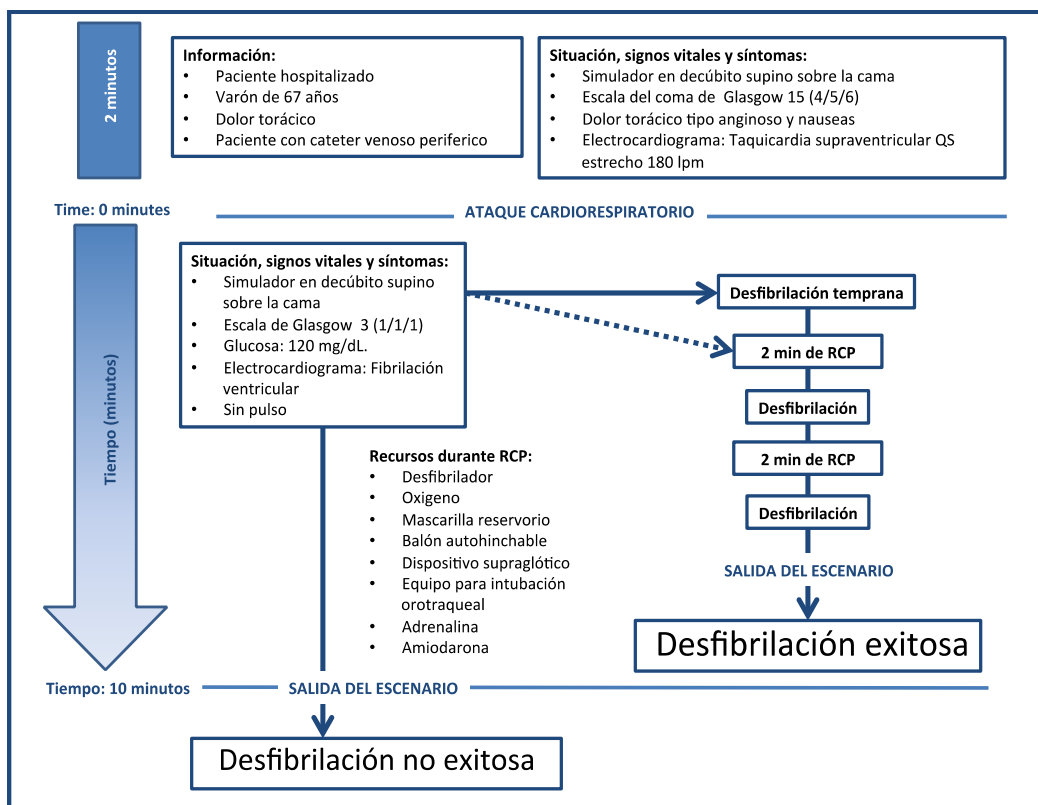 2 minutos
Información:
• Paciente hospitalizado
• Varón de 67 años
• Dolor torácico
• Paciente con cateter venoso periferico
Situación, signos vitales y síntomas:
• Simulador en decúbito supino sobre la cama
• Escala del coma de Glasgow 15 (4/5/6)
• Dolor torácico tipo anginoso y nauseas
• Electrocardiograma: Taquicardia supraventricular QS
estrecho 180 lpm
Time: 0 minutes
ATAQUE CARDIORESPIRATORIO
Tiempo (minutos)
Situación, signos vitales y síntomas:
• Simulador en decúbito supino
sobre la cama
• Escala de Glasgow 3 (1/1/1)
• Glucosa: 120 mg/dL.
• Electrocardiograma: Fibrilación
ventricular
• Sin pulso
Desfibrilación temprana
2 min de RCP
Desfibrilación
2 min de RCP
Desfibrilación
SALIDA DEL ESCENARIO
Desfibrilación exitosa
Recursos durante RCP:
• Desfibrilador
• Oxigeno
• Mascarilla reservorio
• Balón autohinchable
• Dispositivo supraglótico
• Equipo para intubación
orotraqueal
• Adrenalina
• Amiodarona
Tiempo: 10 minutos
SALIDA DEL ESCENARIO
Desfibrilación no exitosa